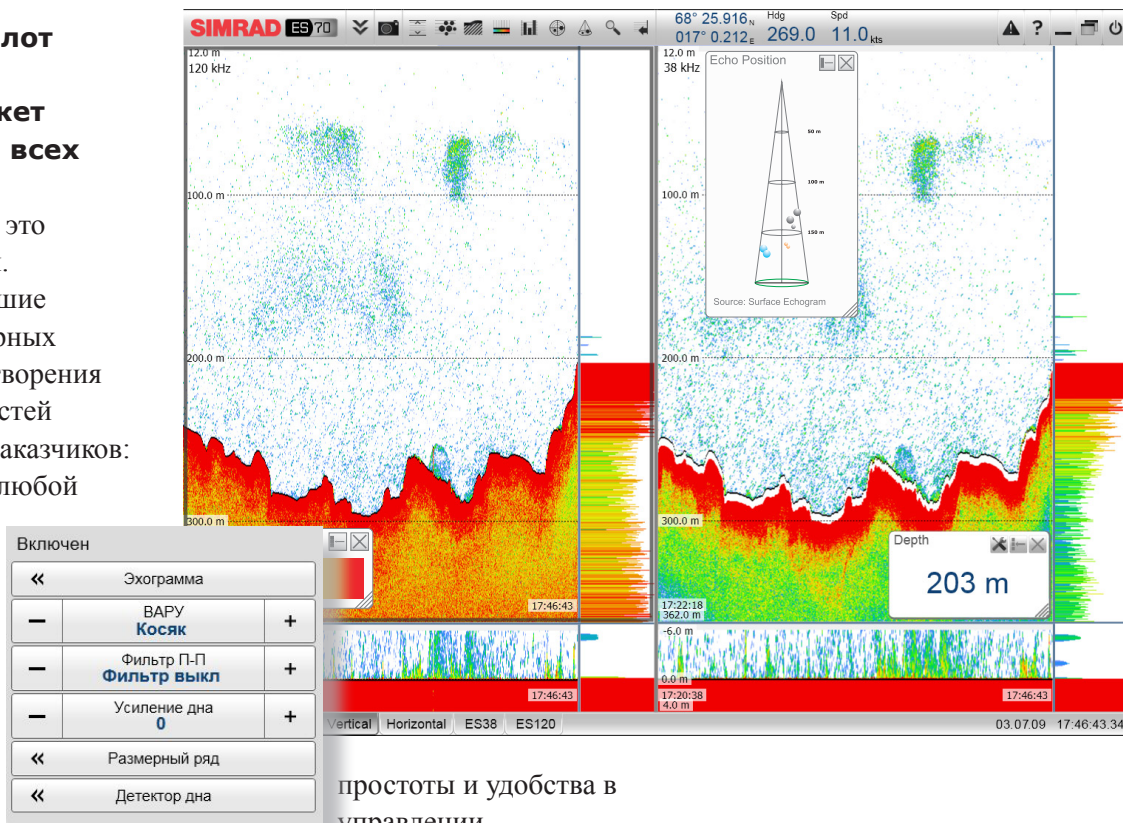 лот
кет
всех
это
шие
рных
творения
стей
заказчиков:
любой
SIMRAD ES70
68° 25.916 N
017° 0.212 E
Hdg
269.0
Spd
11.0 kts
12.0 m
120 kHz
100.0 m
200.0 m
300.0 m
17:46:43
17:46:43
12.0 m
38 kHz
Echo Position
50 m
100 m
150 m
Source: Surface Echogram
100.0 m
200.0 m
300.0 m
Depth
203 m
17:22:18
362.0 m
-6.0 m
0.0 m
17:20:38
4.0 m
17:46:43
Vertical Horizontal ES38 ES120
03.07.09 17:46:43.34
Включен
« Эхограмма
– ВАРУ +
Косяк
– Фильтр П-П +
Фильтр выкл
– Усиление дна +
0
« Размерный ряд
« Детектор дна
простоты и удобства в
управлении